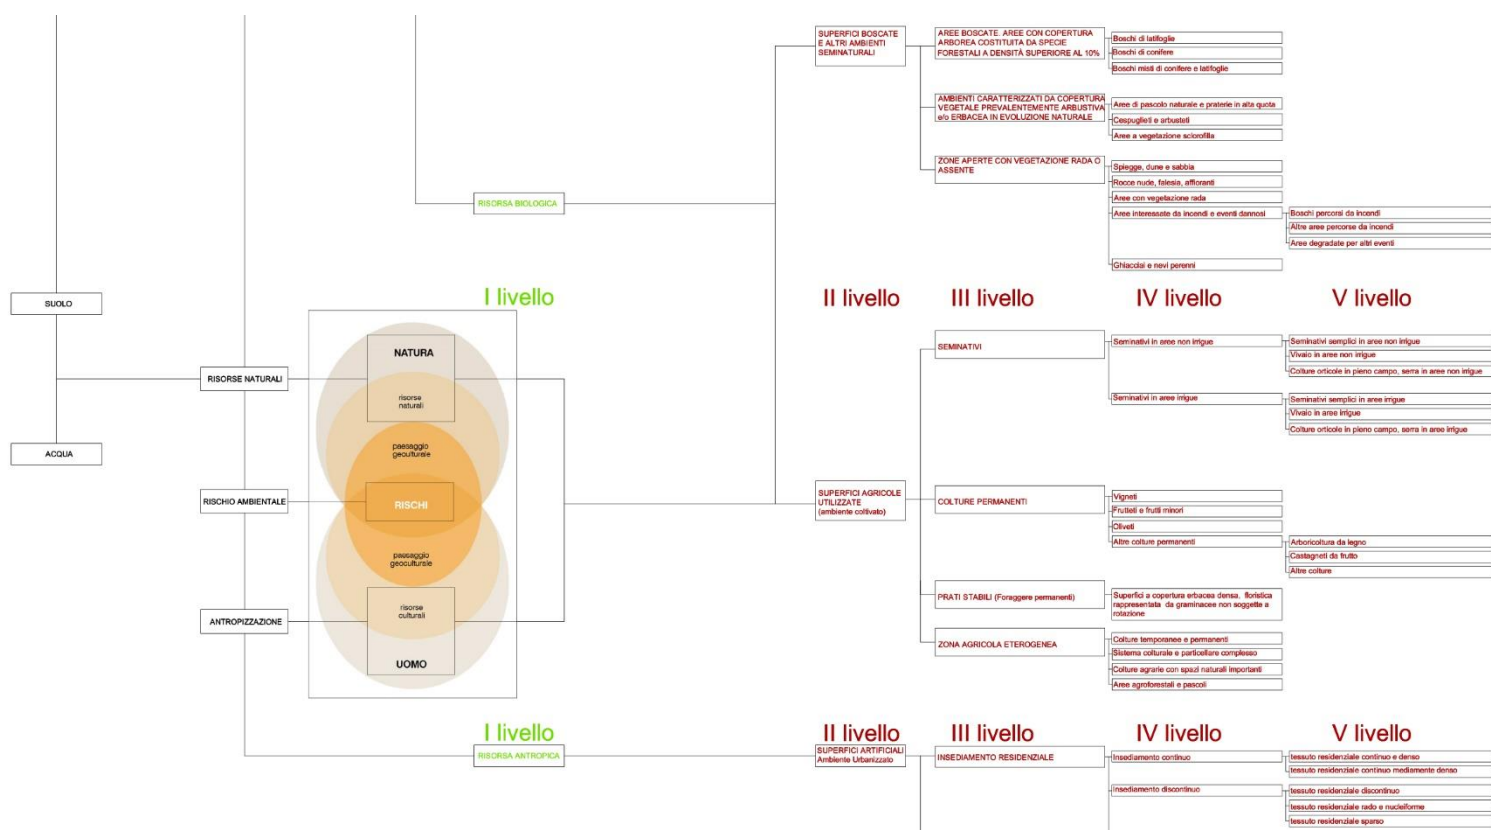 SUPERFICI BOSCATE
E ALTRI AMBIENTI
SEMINATURALI
AREE BOSCATE. AREE CON COPERTURA
ARBOREA COSTITUITA DA SPECIE
FORESTALI A DENSITÀ SUPERIORE AL 10%
Boschi di latifoglie
Boschi di conifere
Boschi misti di conifere e latifoglie
AMBIENTI CARATTERIZZATI DA COPERTURA
VEGETALE PREVALENTEMENTE ARBUSTIVA
e/o ERBACEA IN EVOLUZIONE NATURALE
Aree di pascolo naturale e praterie in alta quota
Cespuglieti e arbusteti
Aree a vegetazione sclorofilla
ZONE APERTE CON VEGETAZIONE RADA O
ASSENTE
Spiegge, dune e sabbia
Rocce nude, falesia, affioranti
Aree con vegetazione rada
Aree interessate da incendi e eventi dannosi
Boschi percorsi da incendi
Altre aree percorse da incendi
Aree degradate per altri eventi
Ghiacciai e nevi perenni
RISORSA BIOLOGICA
I livello
II livello
III livello
IV livello
V livello
SUOLO
ACQUA
RISORSE NATURALI
RISCHIO AMBIENTALE
ANTROPIZZAZIONE
NATURA
risorse
naturali
paesaggio
geoculturale
RISCHI
paesaggio
geoculturale
risorse
culturali
UOMO
SUPERFICI AGRICOLE
UTILIZZATE
(ambiente coltivato)
SEMINATIVI
Seminativi in aree non irrigue
Seminativi semplici in aree non irrigue
Vivaio in aree non irrigue
Colture orticole in pieno campo, serra in aree non irrigue
Seminativi in aree irrigue
Seminativi semplici in aree irrigue
Vivaio in aree irrigue
Colture orticole in pieno campo, serra in aree irrigue
COLTURE PERMANENTI
Vigneti
Frutteti e frutti minori
Oliveti
Altre colture permanenti
Arboricoltura da legno
Castagneti da frutto
Altre colture
PRATI STABILI (Foraggere permanenti)
Superfici a copertura erbacea densa, floristica
rappresentata da graminacee non soggette a
rotazione
ZONA AGRICOLA ETEROGENEA
Colture temporanee e permanenti
Sistema colturale e particellare complesso
Colture agrarie con spazi naturali importanti
Aree agroforestali e pascoli
I livello
II livello
III livello
IV livello
V livello
RISORSA ANTROPICA
SUPERFICI ARTIFICIALI
Ambiente Urbanizzato
INSEDIAMENTO RESIDENZIALE
Insediamento continuo
tessuto residenziale continuo e denso
tessuto residenziale continuo mediamente denso
Insediamento discontinuo
tessuto residenziale discontinuo
tessuto residenziale rado e nucleiforme
tessuto residenziale sparso